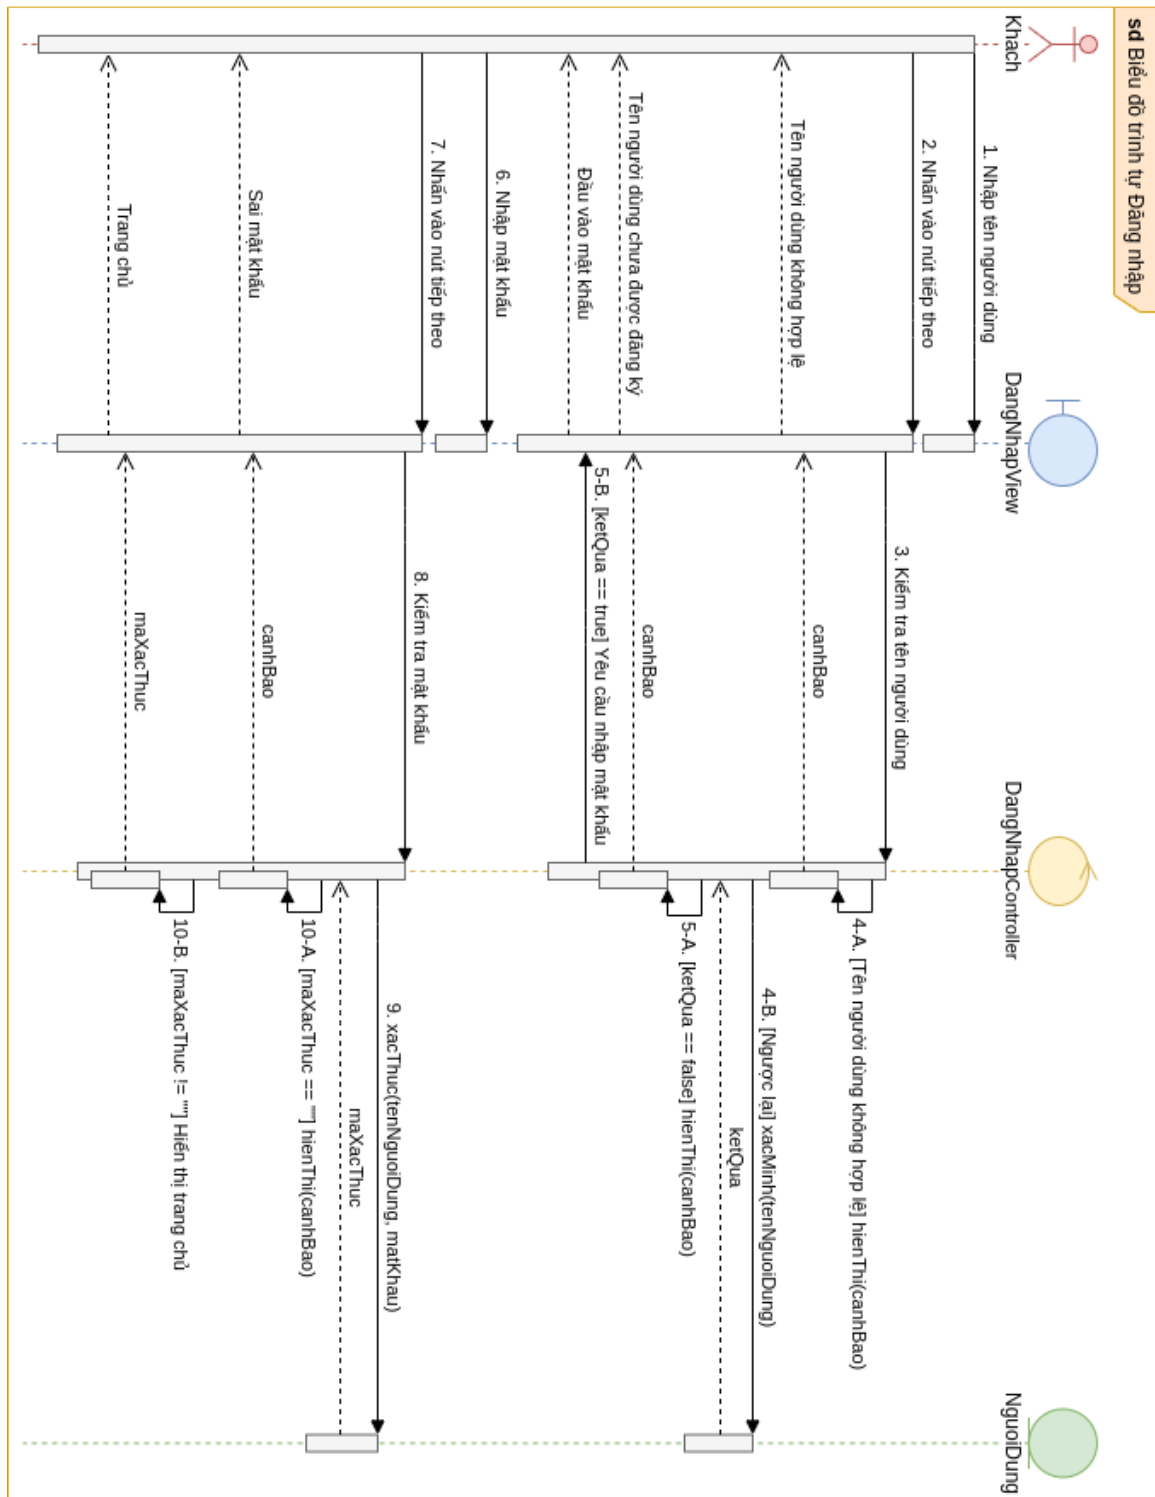 sd Biểu đồ trình tự Đăng nhập
Khach
DangNhapView
DangNhapController
NguoiDung
1. Nhập tên người dùng
2. Nhấn vào nút tiếp theo
3. Kiểm tra tên người dùng
4-A. [Tên người dùng không hợp lệ] hienThi(canhBao)
canhBao
Tên người dùng không hợp lệ
4-B. [Ngược lại] xacMinh(tenNguoiDung)
ketQua
5-A. [ketQua == false] hienThi(canhBao)
canhBao
Tên người dùng chưa được đăng ký
5-B. [ketQua == true] Yêu cầu nhập mật khẩu
Đầu vào mật khẩu
6. Nhập mật khẩu
7. Nhấn vào nút tiếp theo
8. Kiểm tra mật khẩu
9. xacThuc(tenNguoiDung, matKhau)
maXacThuc
10-A. [maXacThuc == ""] hienThi(canhBao)
canhBao
Sai mật khẩu
10-B. [maXacThuc != ""] Hiển thị trang chủ
maXacThuc
Trang chủ